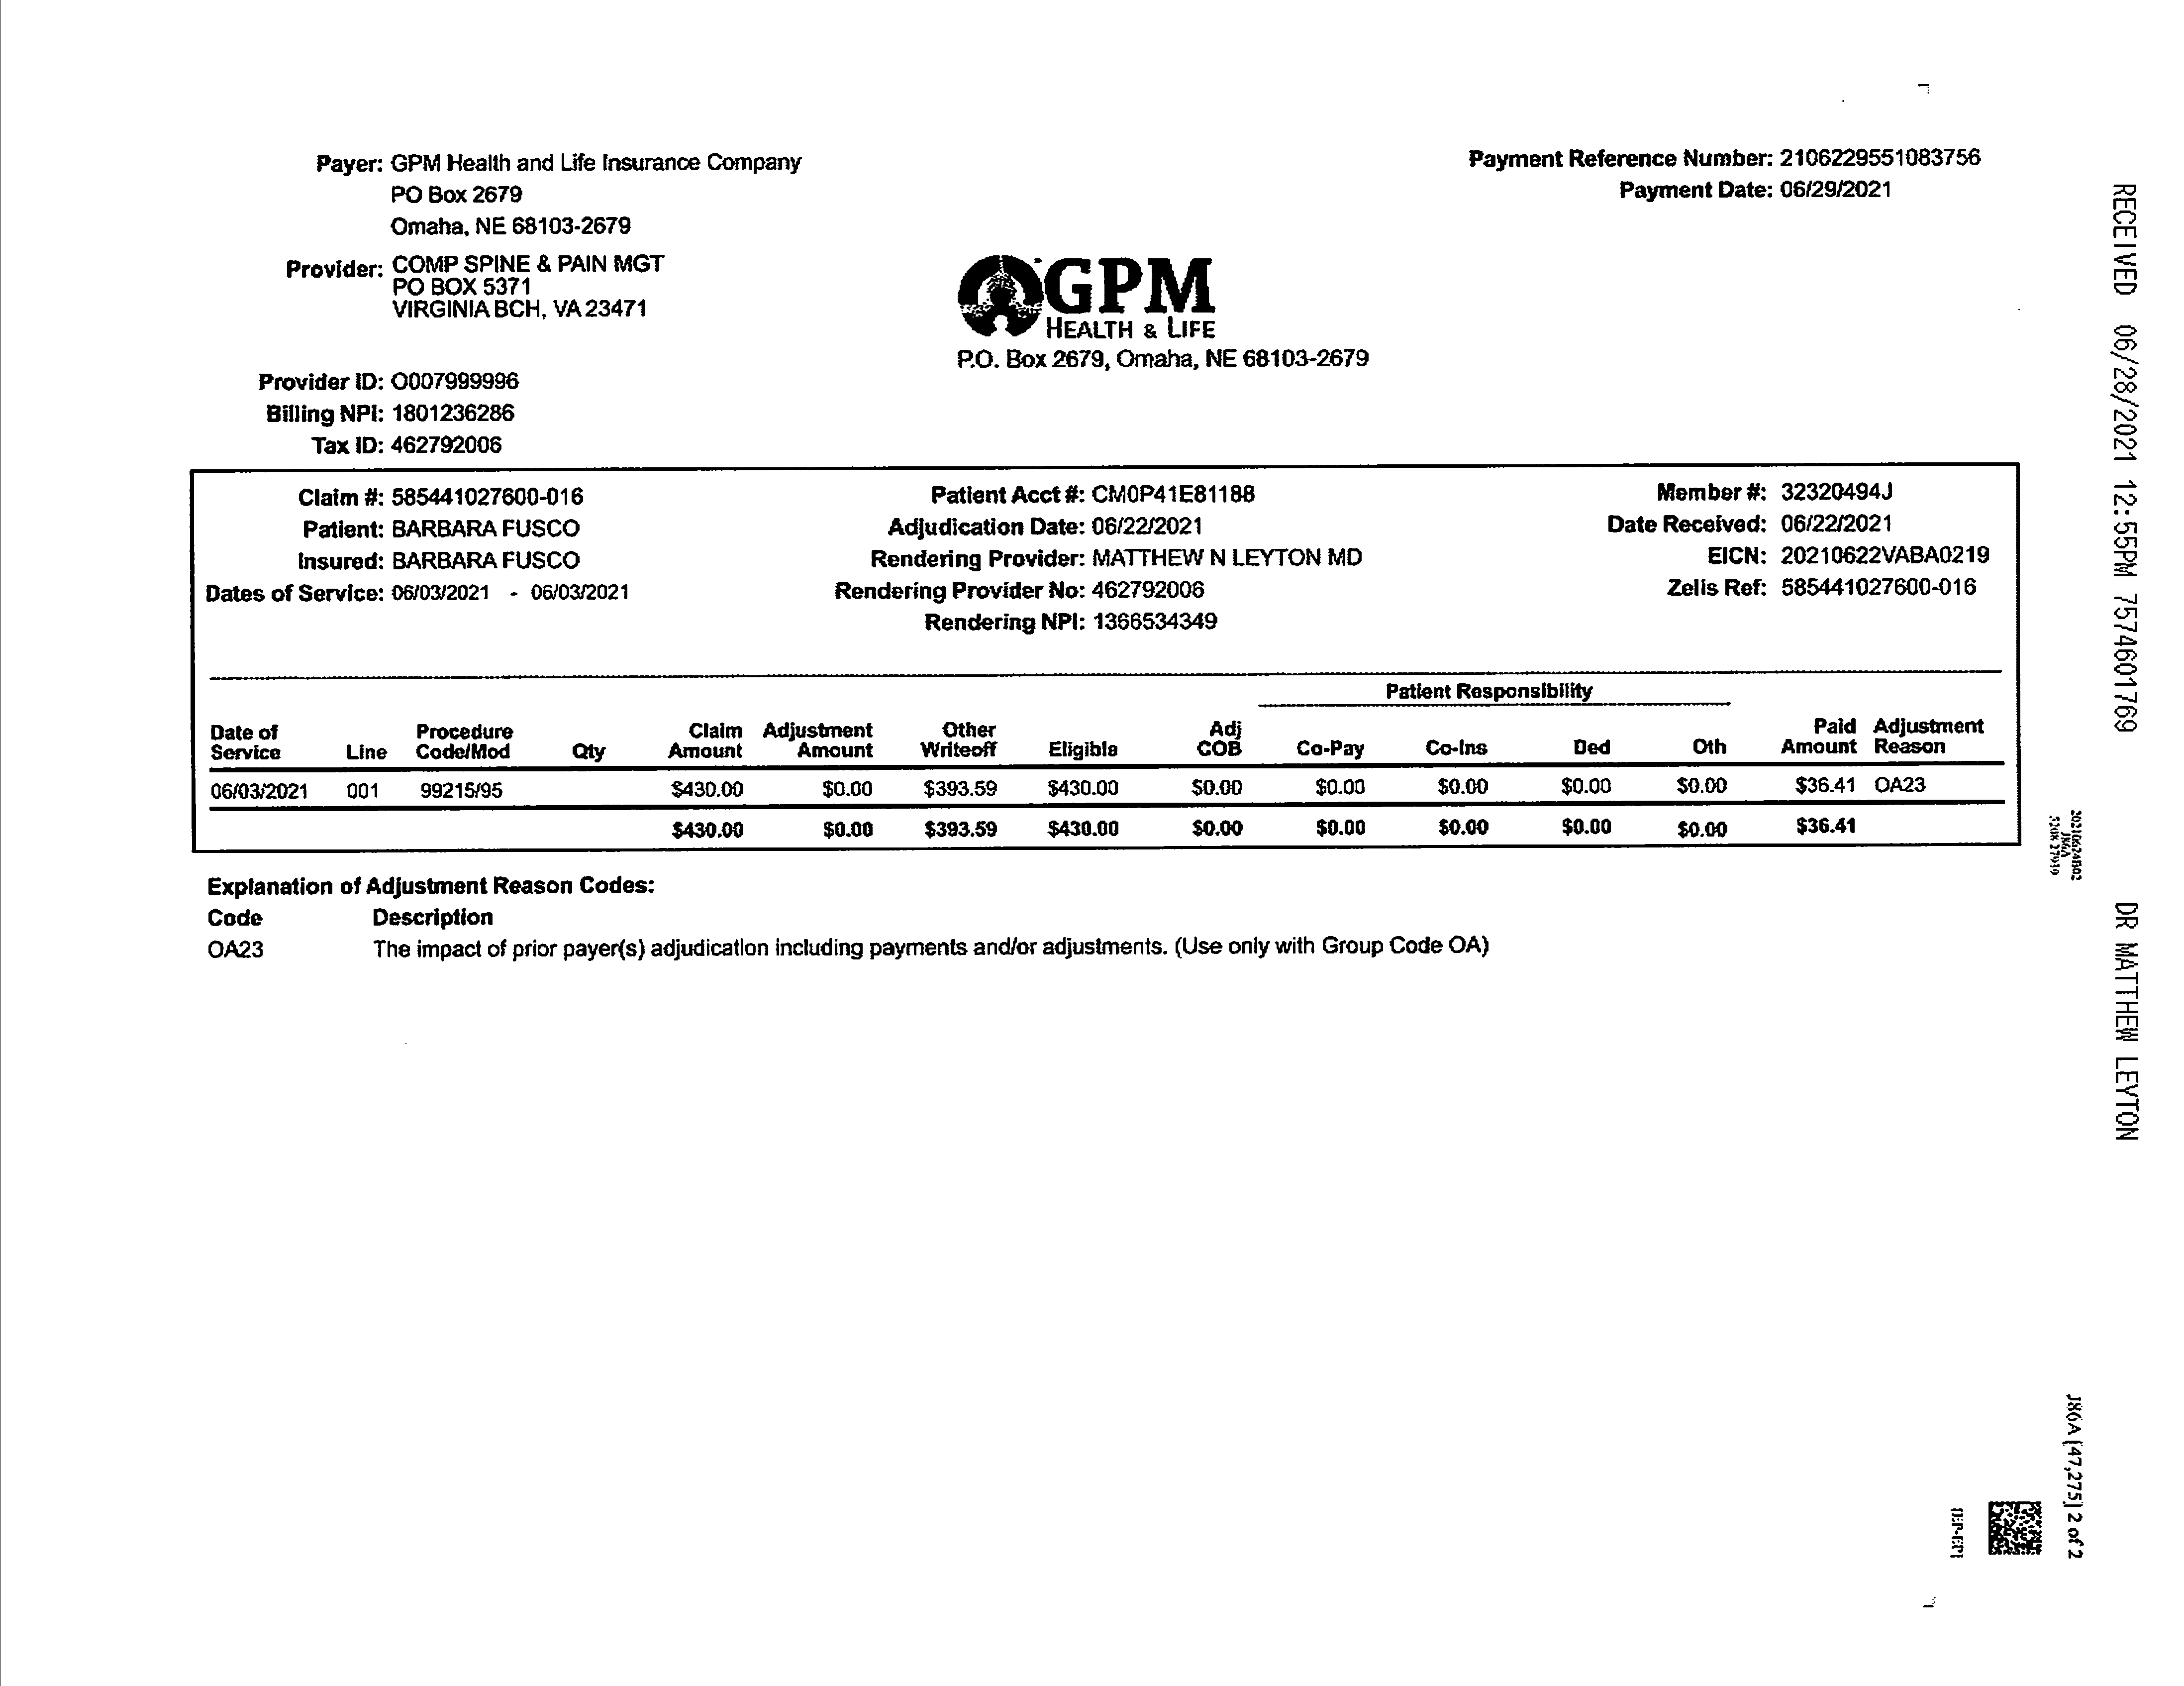 Payer: GPM Health and Life Insurance Company
PO Box 2679
Omaha, NE 68103-2679
Payment Reference Number: 2106229551083756
Payment Date: 06/29/2021
Provider: COMP SPINE & PAIN MGT
PO BOX 5371
VIRGINIA BCH, VA 23471
GPM
HEALTH & LIFE
P.O. Box 2679, Omaha, NE 68103-2679
Provider ID: O007999996
Billing NPI: 1801236286
Tax ID: 462792006
Claim #: 585441027600-016
Patient: BARBARA FUSCO
Insured: BARBARA FUSCO
Dates of Service: 06/03/2021 - 06/03/2021
Patient Acct #: CM0P41E81188
Adjudication Date: 06/22/2021
Rendering Provider: MATTHEW N LEYTON MD
Rendering Provider No: 462792006
Rendering NPI: 1366534349
Member #: 32320494J
Date Received: 06/22/2021
EICN: 20210622VABA0219
Zelis Ref: 585441027600-016
Patient Responsibility
Date of Service Line Procedure Code/Mod Qty Claim Amount Adjustment Amount Other Writeoff Eligible Adj COB Co-Pay Co-Ins Ded Oth Paid Amount Adjustment Reason
06/03/2021 001 99215/95 $430.00 $0.00 $393.59 $430.00 $0.00 $0.00 $0.00 $0.00 $0.00 $36.41 OA23
$430.00 $0.00 $393.59 $430.00 $0.00 $0.00 $0.00 $0.00 $0.00 $36.41
Explanation of Adjustment Reason Codes:
Code Description
OA23 The impact of prior payer(s) adjudication including payments and/or adjustments. (Use only with Group Code OA)
RECEIVED 06/28/2021 12:55PM 7574601769 DR MATTHEW LEYTON
J86A [47,275] 2 of 2